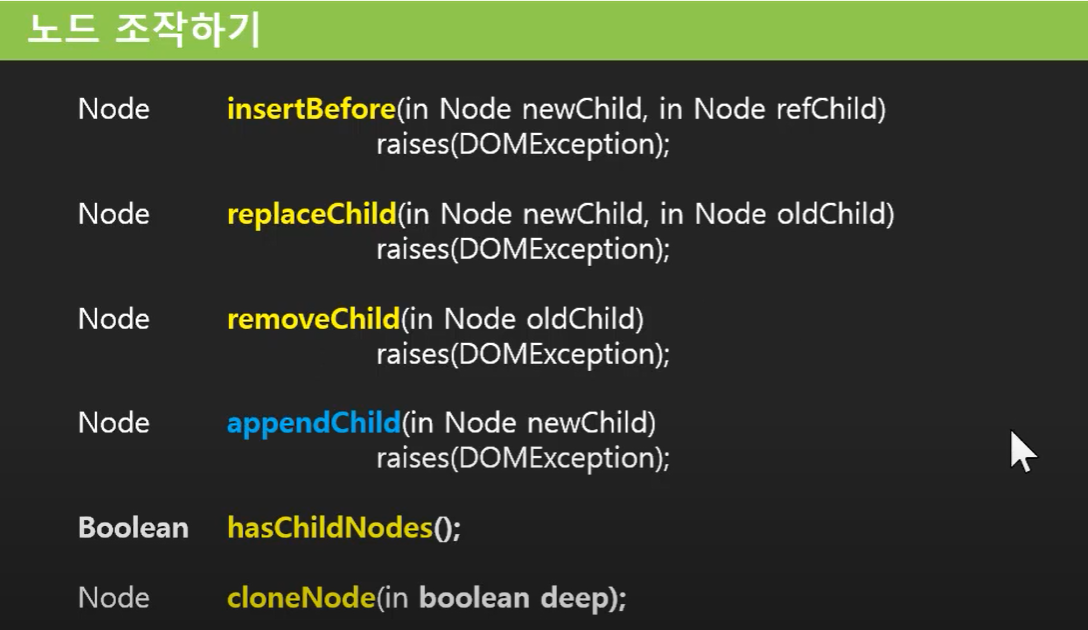 노드 조작하기
Node insertBefore(in Node newChild, in Node refChild)
raises(DOMException);
Node replaceChild(in Node newChild, in Node oldChild)
raises(DOMException);
Node removeChild(in Node oldChild)
raises(DOMException);
Node appendChild(in Node newChild)
raises(DOMException);
Boolean hasChildNodes();
Node cloneNode(in boolean deep);